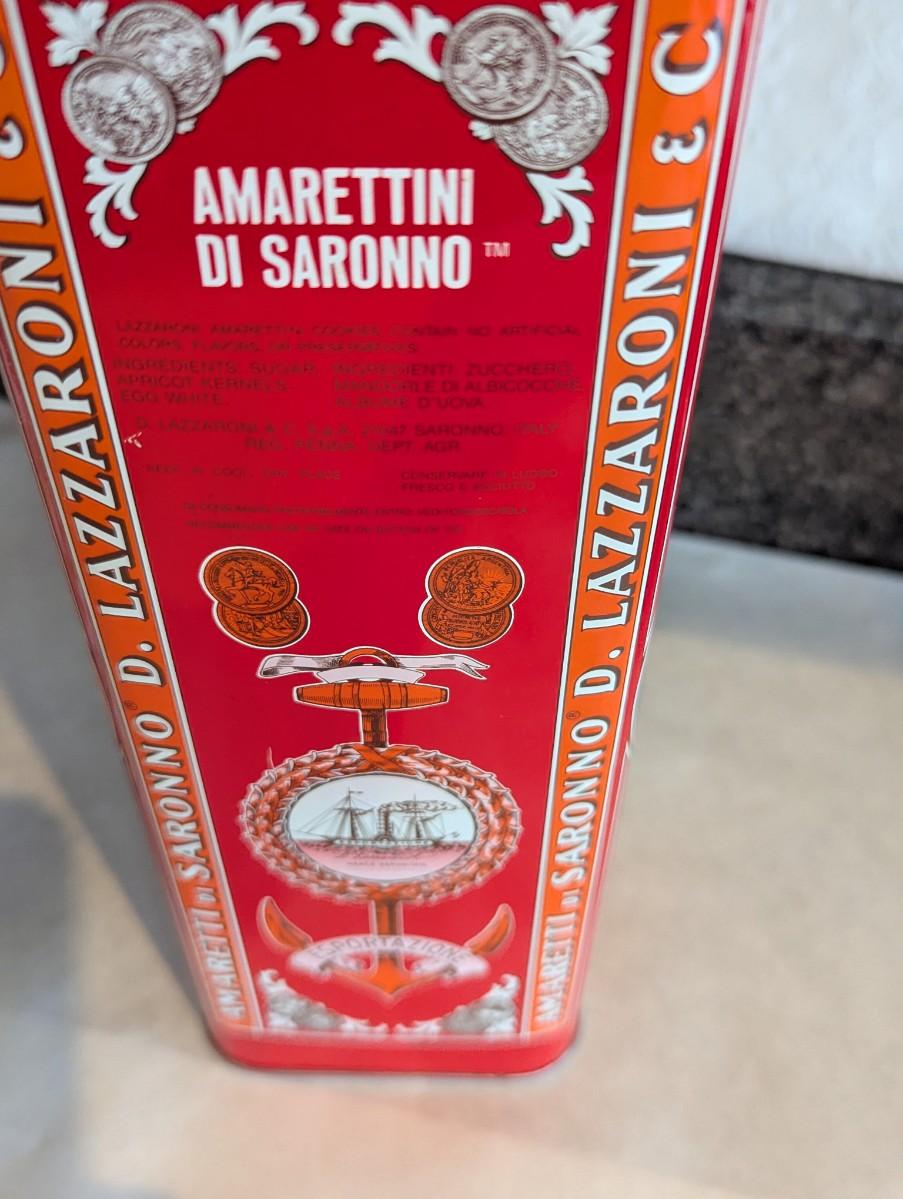 AMARETTINI
DI SARONNO™
LAZZARONI AMARETTINI COOKIES CONTAIN NO ARTIFICIAL
COLORS, FLAVORS, OR PRESERVATIVES
INGREDIENTS: SUGAR,
APRICOT KERNELS,
EGG WHITE.
INGREDIENTI: ZUCCHERO,
MANDORLE DI ALBICOCCHE,
ALBUME D'UOVA
D. LAZZARONI & C. S.p.A. 21047 SARONNO, ITALY
REG. PENNA. DEPT. AGR.
KEEP IN COOL, DRY PLACE
CONSERVARE IN LUOGO
FRESCO E ASCIUTTO
ESPORTAZIONE
AMARETTI DI SARONNO® D. LAZZARONI & C
AMARETTI DI SARONNO® D. LAZZARONI & C